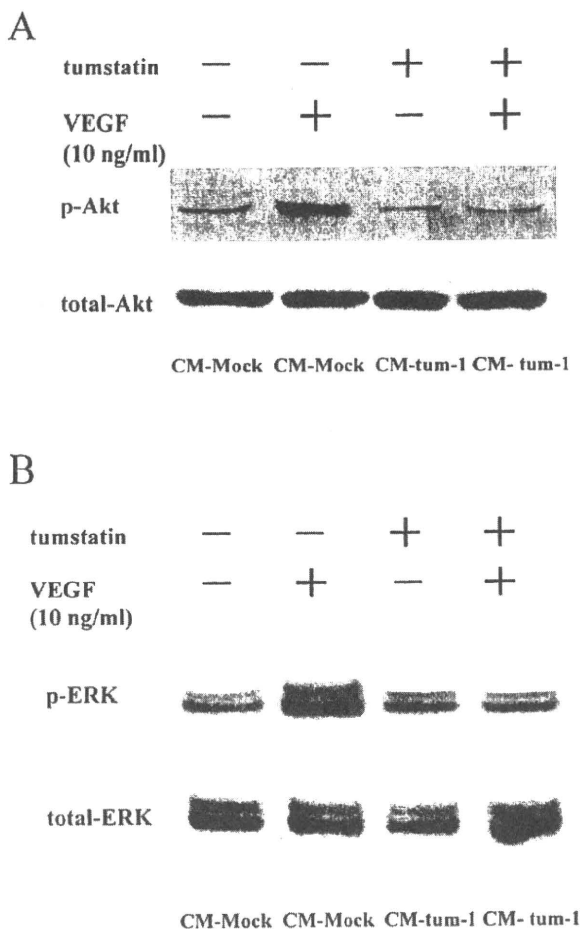 A
tumstatin − − + +
VEGF − + − +
(10 ng/ml)
p-Akt
total-Akt
CM-Mock CM-Mock CM-tum-1 CM- tum-1
B
tumstatin − − + +
VEGF − + − +
(10 ng/ml)
p-ERK
total-ERK
CM-Mock CM-Mock CM-tum-1 CM- tum-1